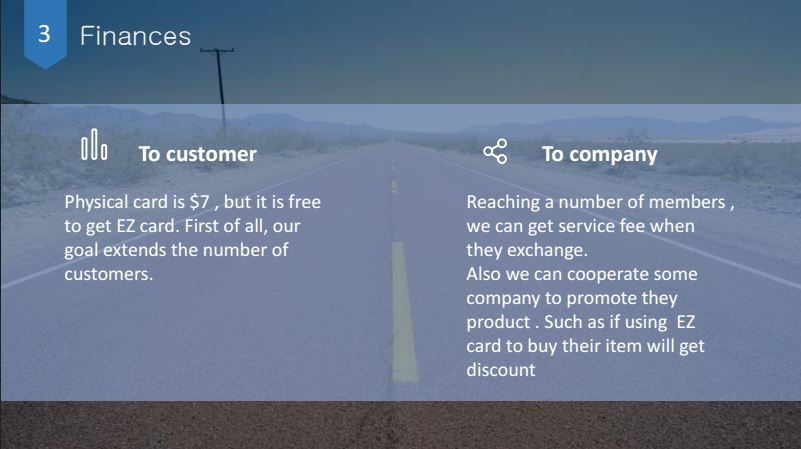 3 Finances
To customer
Physical card is $7 , but it is free
to get EZ card. First of all, our
goal extends the number of
customers.
To company
Reaching a number of members ,
we can get service fee when
they exchange.
Also we can cooperate some
company to promote they
product . Such as if using  EZ
card to buy their item will get
discount